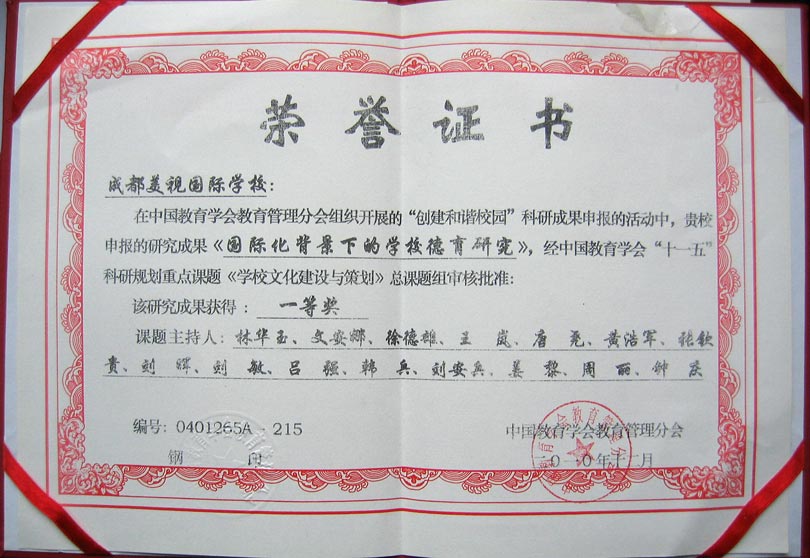 荣誉证书
成都美视国际学校：
在中国教育学会教育管理分会组织开展的“创建和谐校园”科研成果申报的活动中，贵校
申报的研究成果《国际化背景下的学校德育研究》，经中国教育学会“十一五”
科研规划重点课题《学校文化建设与策划》总课题组审核批准：
该研究成果获得：一等奖
课题主持人：林华玉、文安娜、徐德雄、王 岚、唐 尧、黄浩军、张钦
贵、刘 晖、刘 敏、吕 强、韩 兵、刘安兵、姜 黎、周 丽、钟 庆
编号：0401265A-215
中国教育学会教育管理分会
钢 印
二〇一〇年十二月